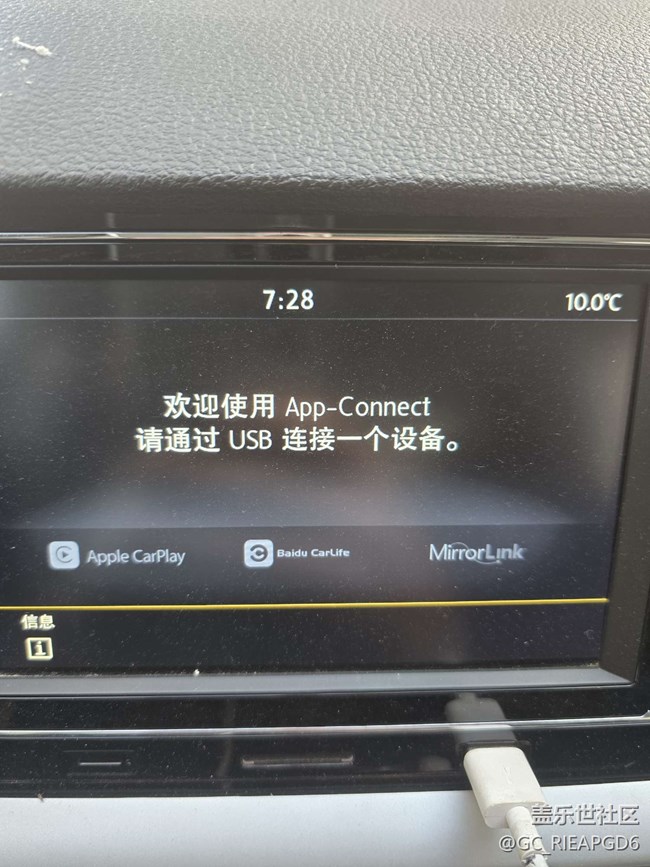 7:28
10.0°C
欢迎使用 App-Connect
请通过 USB 连接一个设备。
Apple CarPlay
Baidu CarLife
MirrorLink
信息
i
盖乐世社区
@GC_RIEAPGD6